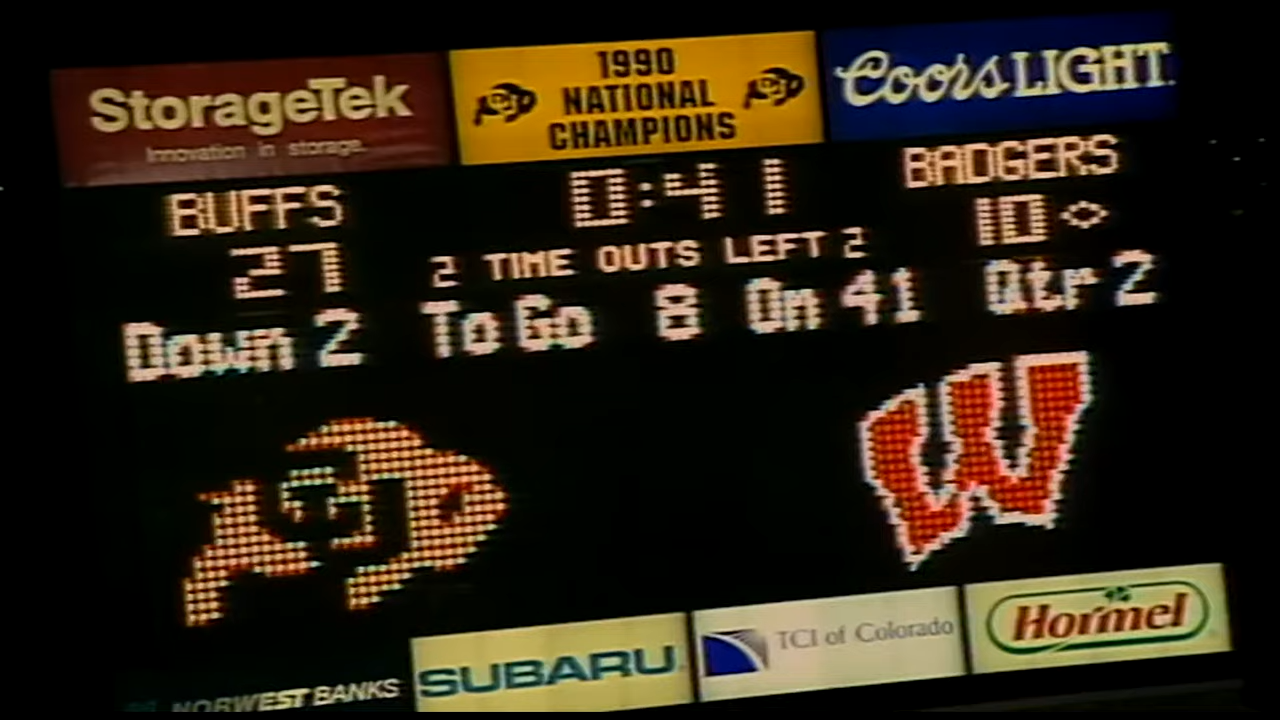 StorageTek
Innovation in storage.
1990
NATIONAL
CHAMPIONS
Coors LIGHT
BUFFS
0:41
BADGERS
27
2 TIME OUTS LEFT 2
10
Down 2 To Go 8 On 41 Qtr 2
W
NORWEST BANKS
SUBARU
TCI of Colorado
Hormel